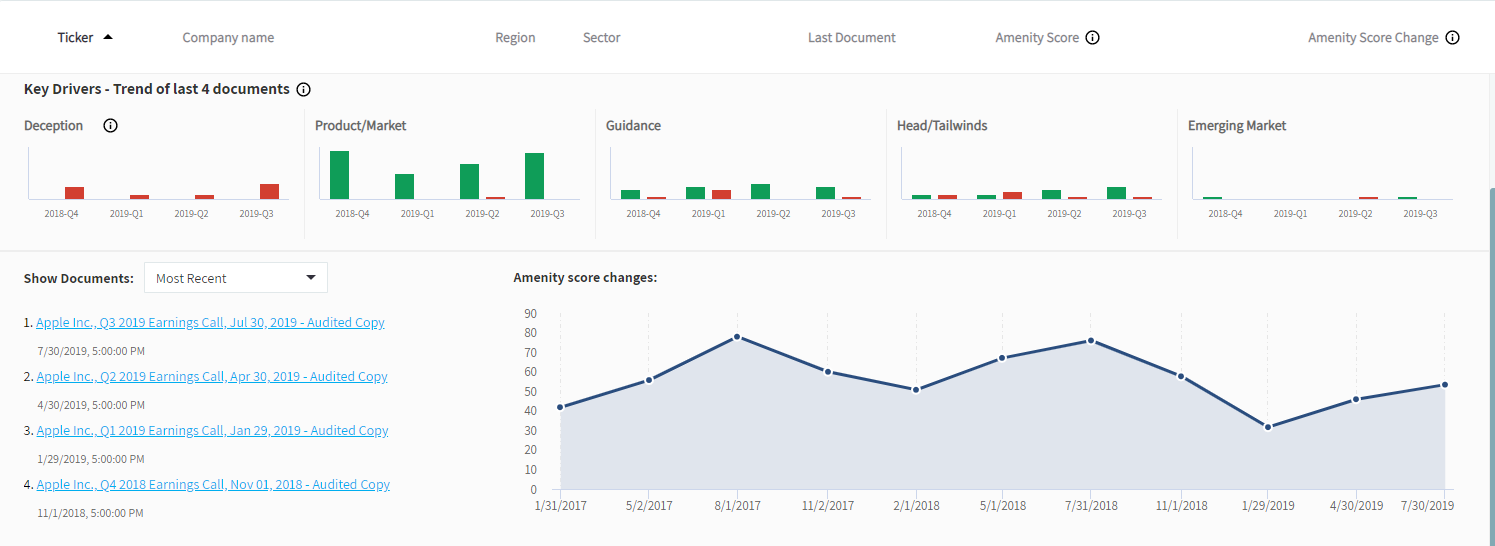 Ticker Company name Region Sector Last Document Amenity Score Amenity Score Change
Key Drivers - Trend of last 4 documents
Deception Product/Market Guidance Head/Tailwinds Emerging Market
2018-Q4 2019-Q1 2019-Q2 2019-Q3 2018-Q4 2019-Q1 2019-Q2 2019-Q3 2018-Q4 2019-Q1 2019-Q2 2019-Q3 2018-Q4 2019-Q1 2019-Q2 2019-Q3 2018-Q4 2019-Q1 2019-Q2 2019-Q3
Show Documents: Most Recent
1. Apple Inc., Q3 2019 Earnings Call, Jul 30, 2019 - Audited Copy
7/30/2019, 5:00:00 PM
2. Apple Inc., Q2 2019 Earnings Call, Apr 30, 2019 - Audited Copy
4/30/2019, 5:00:00 PM
3. Apple Inc., Q1 2019 Earnings Call, Jan 29, 2019 - Audited Copy
1/29/2019, 5:00:00 PM
4. Apple Inc., Q4 2018 Earnings Call, Nov 01, 2018 - Audited Copy
11/1/2018, 5:00:00 PM
Amenity score changes:
90
80
70
60
50
40
30
20
10
0
1/31/2017 5/2/2017 8/1/2017 11/2/2017 2/1/2018 5/1/2018 7/31/2018 11/1/2018 1/29/2019 4/30/2019 7/30/2019